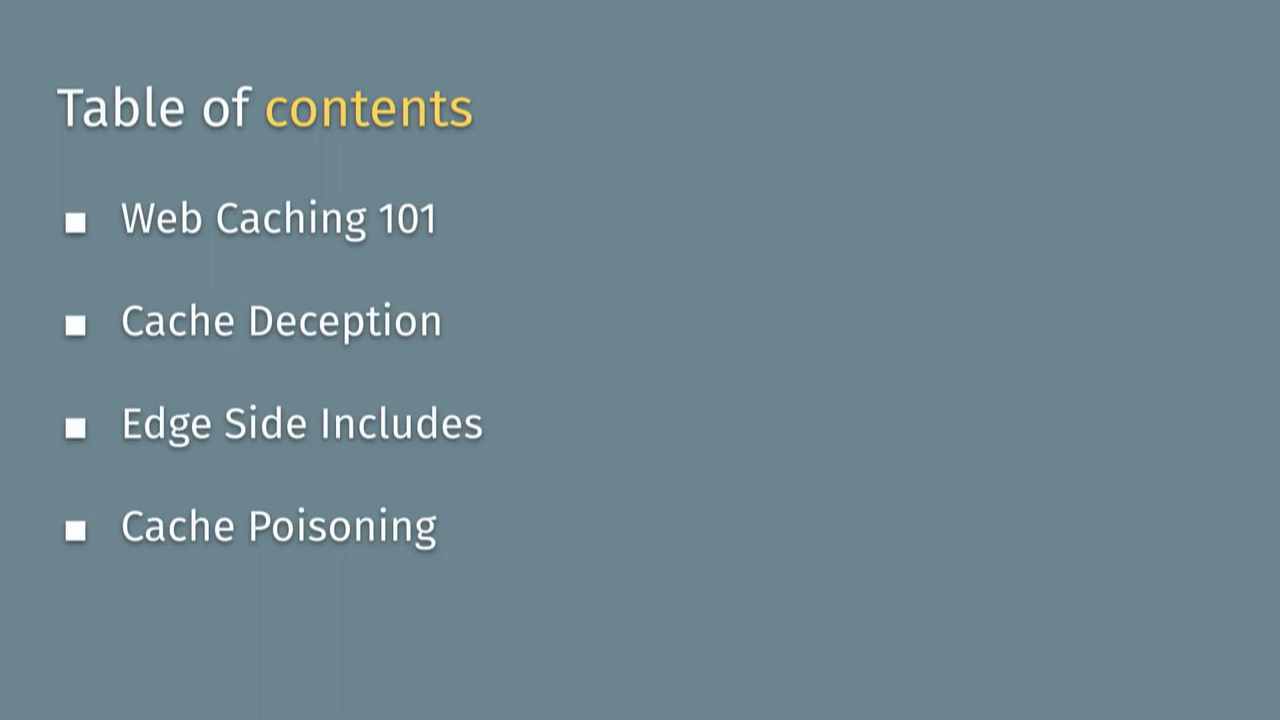 Table of contents
Web Caching 101
Cache Deception
Edge Side Includes
Cache Poisoning